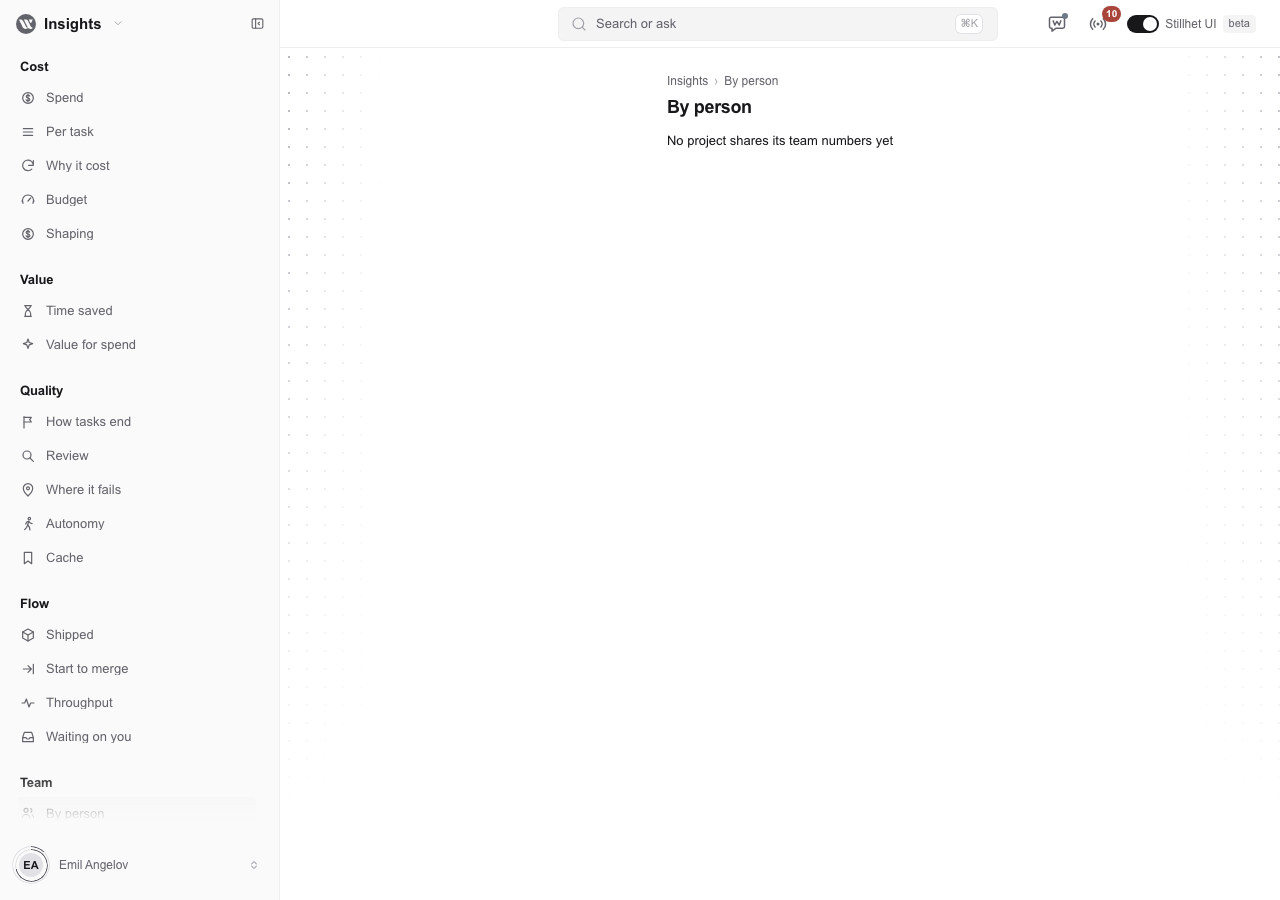 Insights
Search or ask
⌘K
10
Stillhet UI
beta
Cost
Spend
Per task
Why it cost
Budget
Shaping
Value
Time saved
Value for spend
Quality
How tasks end
Review
Where it fails
Autonomy
Cache
Flow
Shipped
Start to merge
Throughput
Waiting on you
Team
By person
EA
Emil Angelov
Insights › By person
By person
No project shares its team numbers yet